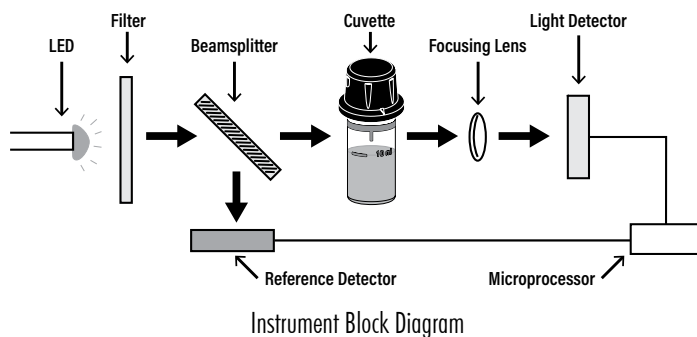 LED
Filter
Beamsplitter
Cuvette
Focusing Lens
Light Detector
10 ml
Reference Detector
Microprocessor
Instrument Block Diagram